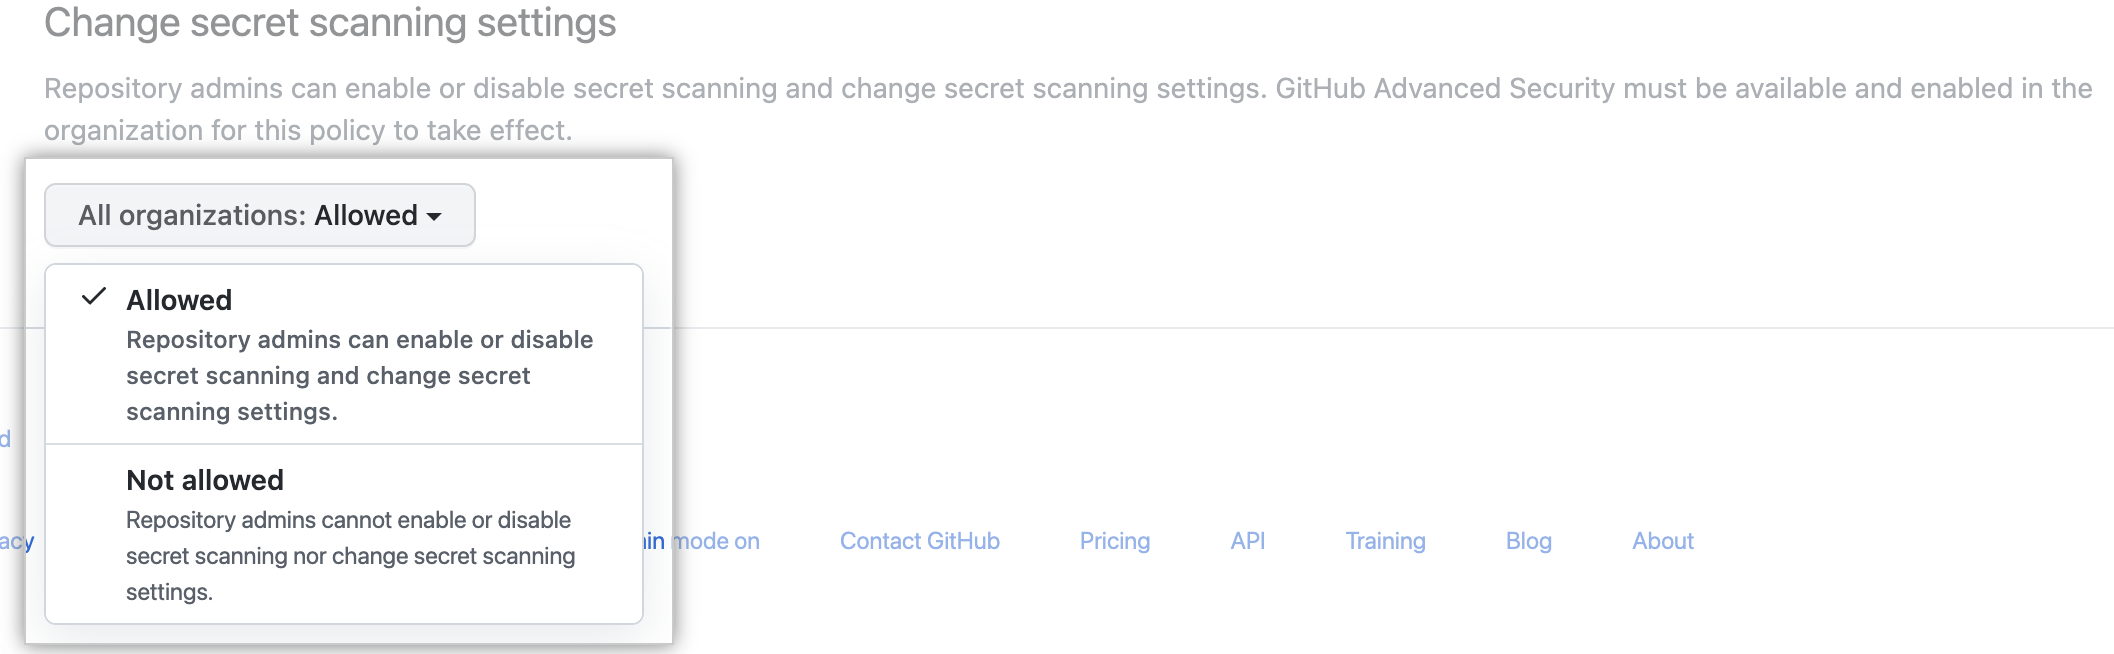 Change secret scanning settings
Repository admins can enable or disable secret scanning and change secret scanning settings. GitHub Advanced Security must be available and enabled in the
organization for this policy to take effect.
All organizations: Allowed
Allowed
Repository admins can enable or disable
secret scanning and change secret
scanning settings.
Not allowed
Repository admins cannot enable or disable
secret scanning nor change secret scanning
settings.
mode on Contact GitHub Pricing API Training Blog About